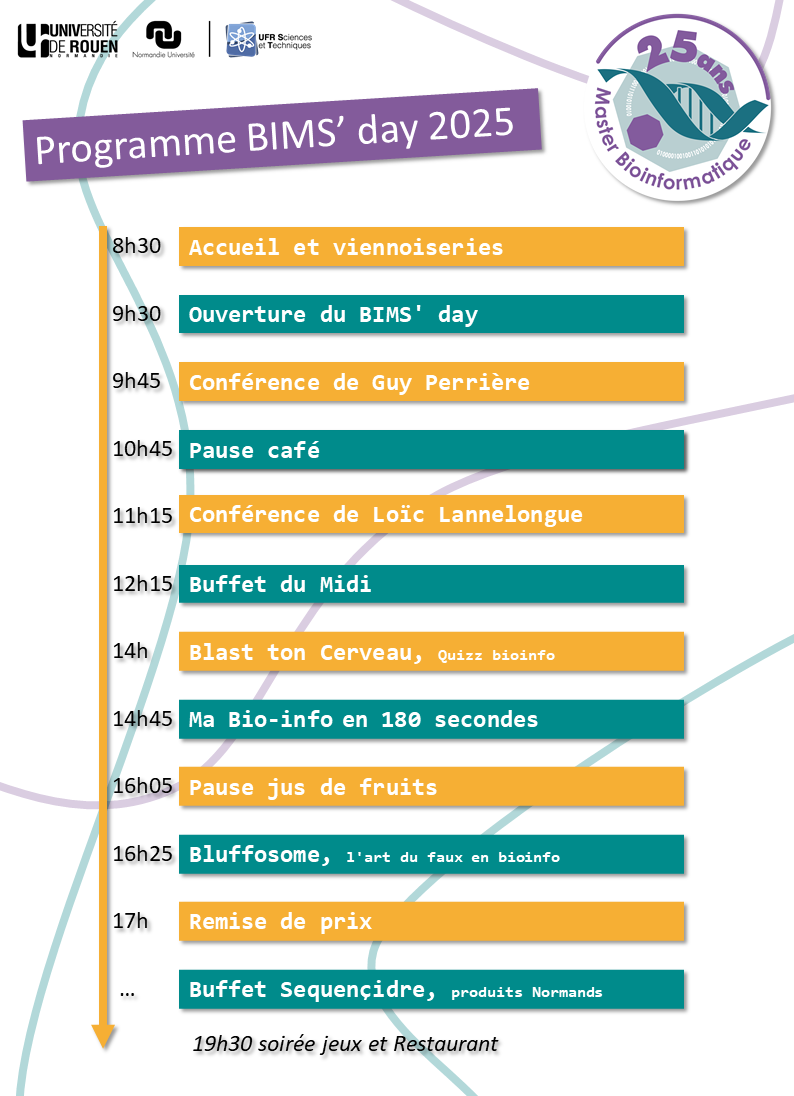 UNIVERSITÉ
DE ROUEN
NORMANDIE
Normandie Université
UFR Sciences
et Techniques
25 ans
Master Bioinformatique
Programme BIMS’ day 2025
8h30 Accueil et viennoiseries
9h30 Ouverture du BIMS' day
9h45 Conférence de Guy Perrière
10h45 Pause café
11h15 Conférence de Loïc Lannelongue
12h15 Buffet du Midi
14h Blast ton Cerveau, Quizz bioinfo
14h45 Ma Bio-info en 180 secondes
16h05 Pause jus de fruits
16h25 Bluffosome, l'art du faux en bioinfo
17h Remise de prix
… Buffet Sequençidre, produits Normands
19h30 soirée jeux et Restaurant